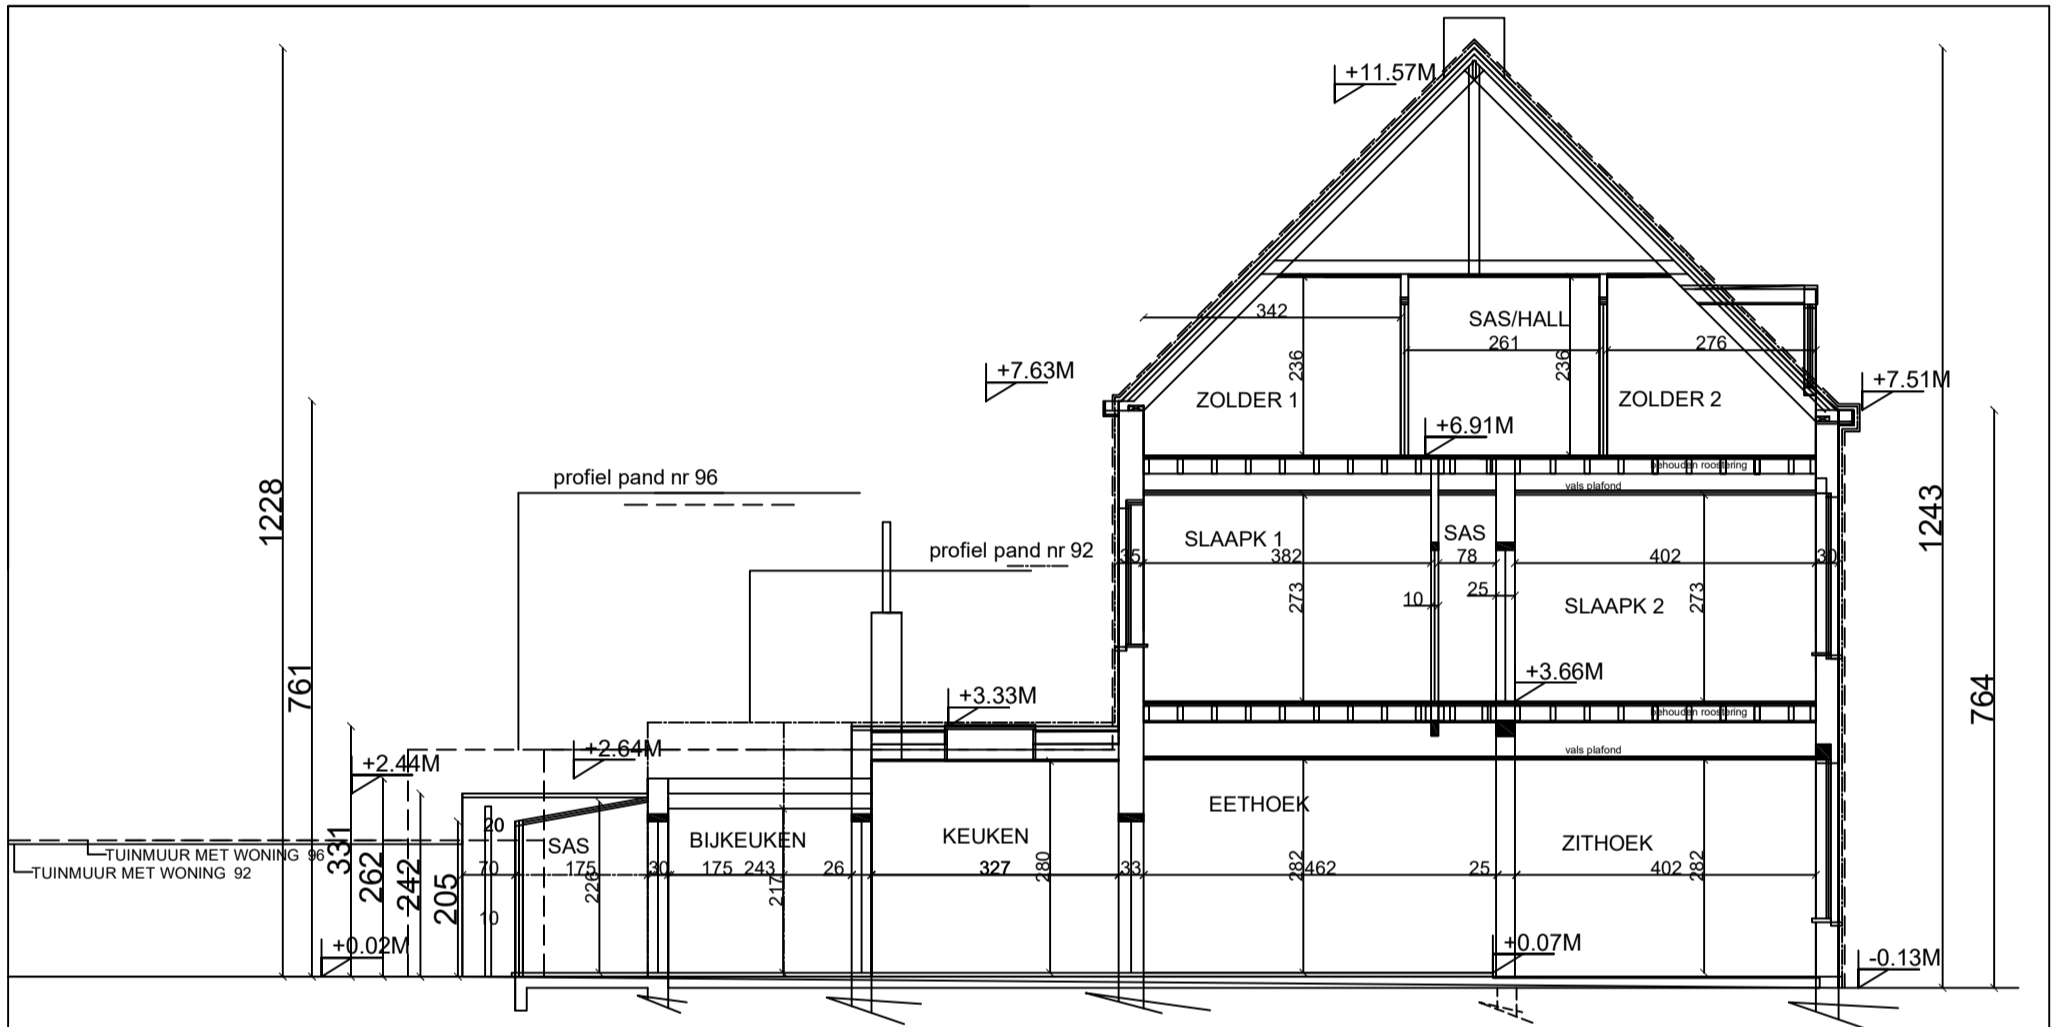 +11.57M
342
SAS/HALL
261
276
236
236
+7.63M
+7.51M
ZOLDER 1
ZOLDER 2
+6.91M
behouden roostering
profiel pand nr 96
vals plafond
1228
1243
SLAAPK 1
SAS
profiel pand nr 92
35
382
78
402
30
10
25
273
273
SLAAPK 2
761
+3.66M
764
+3.33M
behouden roostering
+2.64M
vals plafond
+2.44M
EETHOEK
20
331
SAS
BIJKEUKEN
KEUKEN
ZITHOEK
TUINMUUR MET WONING 96
TUINMUUR MET WONING 92
262
242
205
70
175
226
30
175
243
217
26
327
280
33
282
462
25
402
282
10
+0.02M
+0.07M
-0.13M